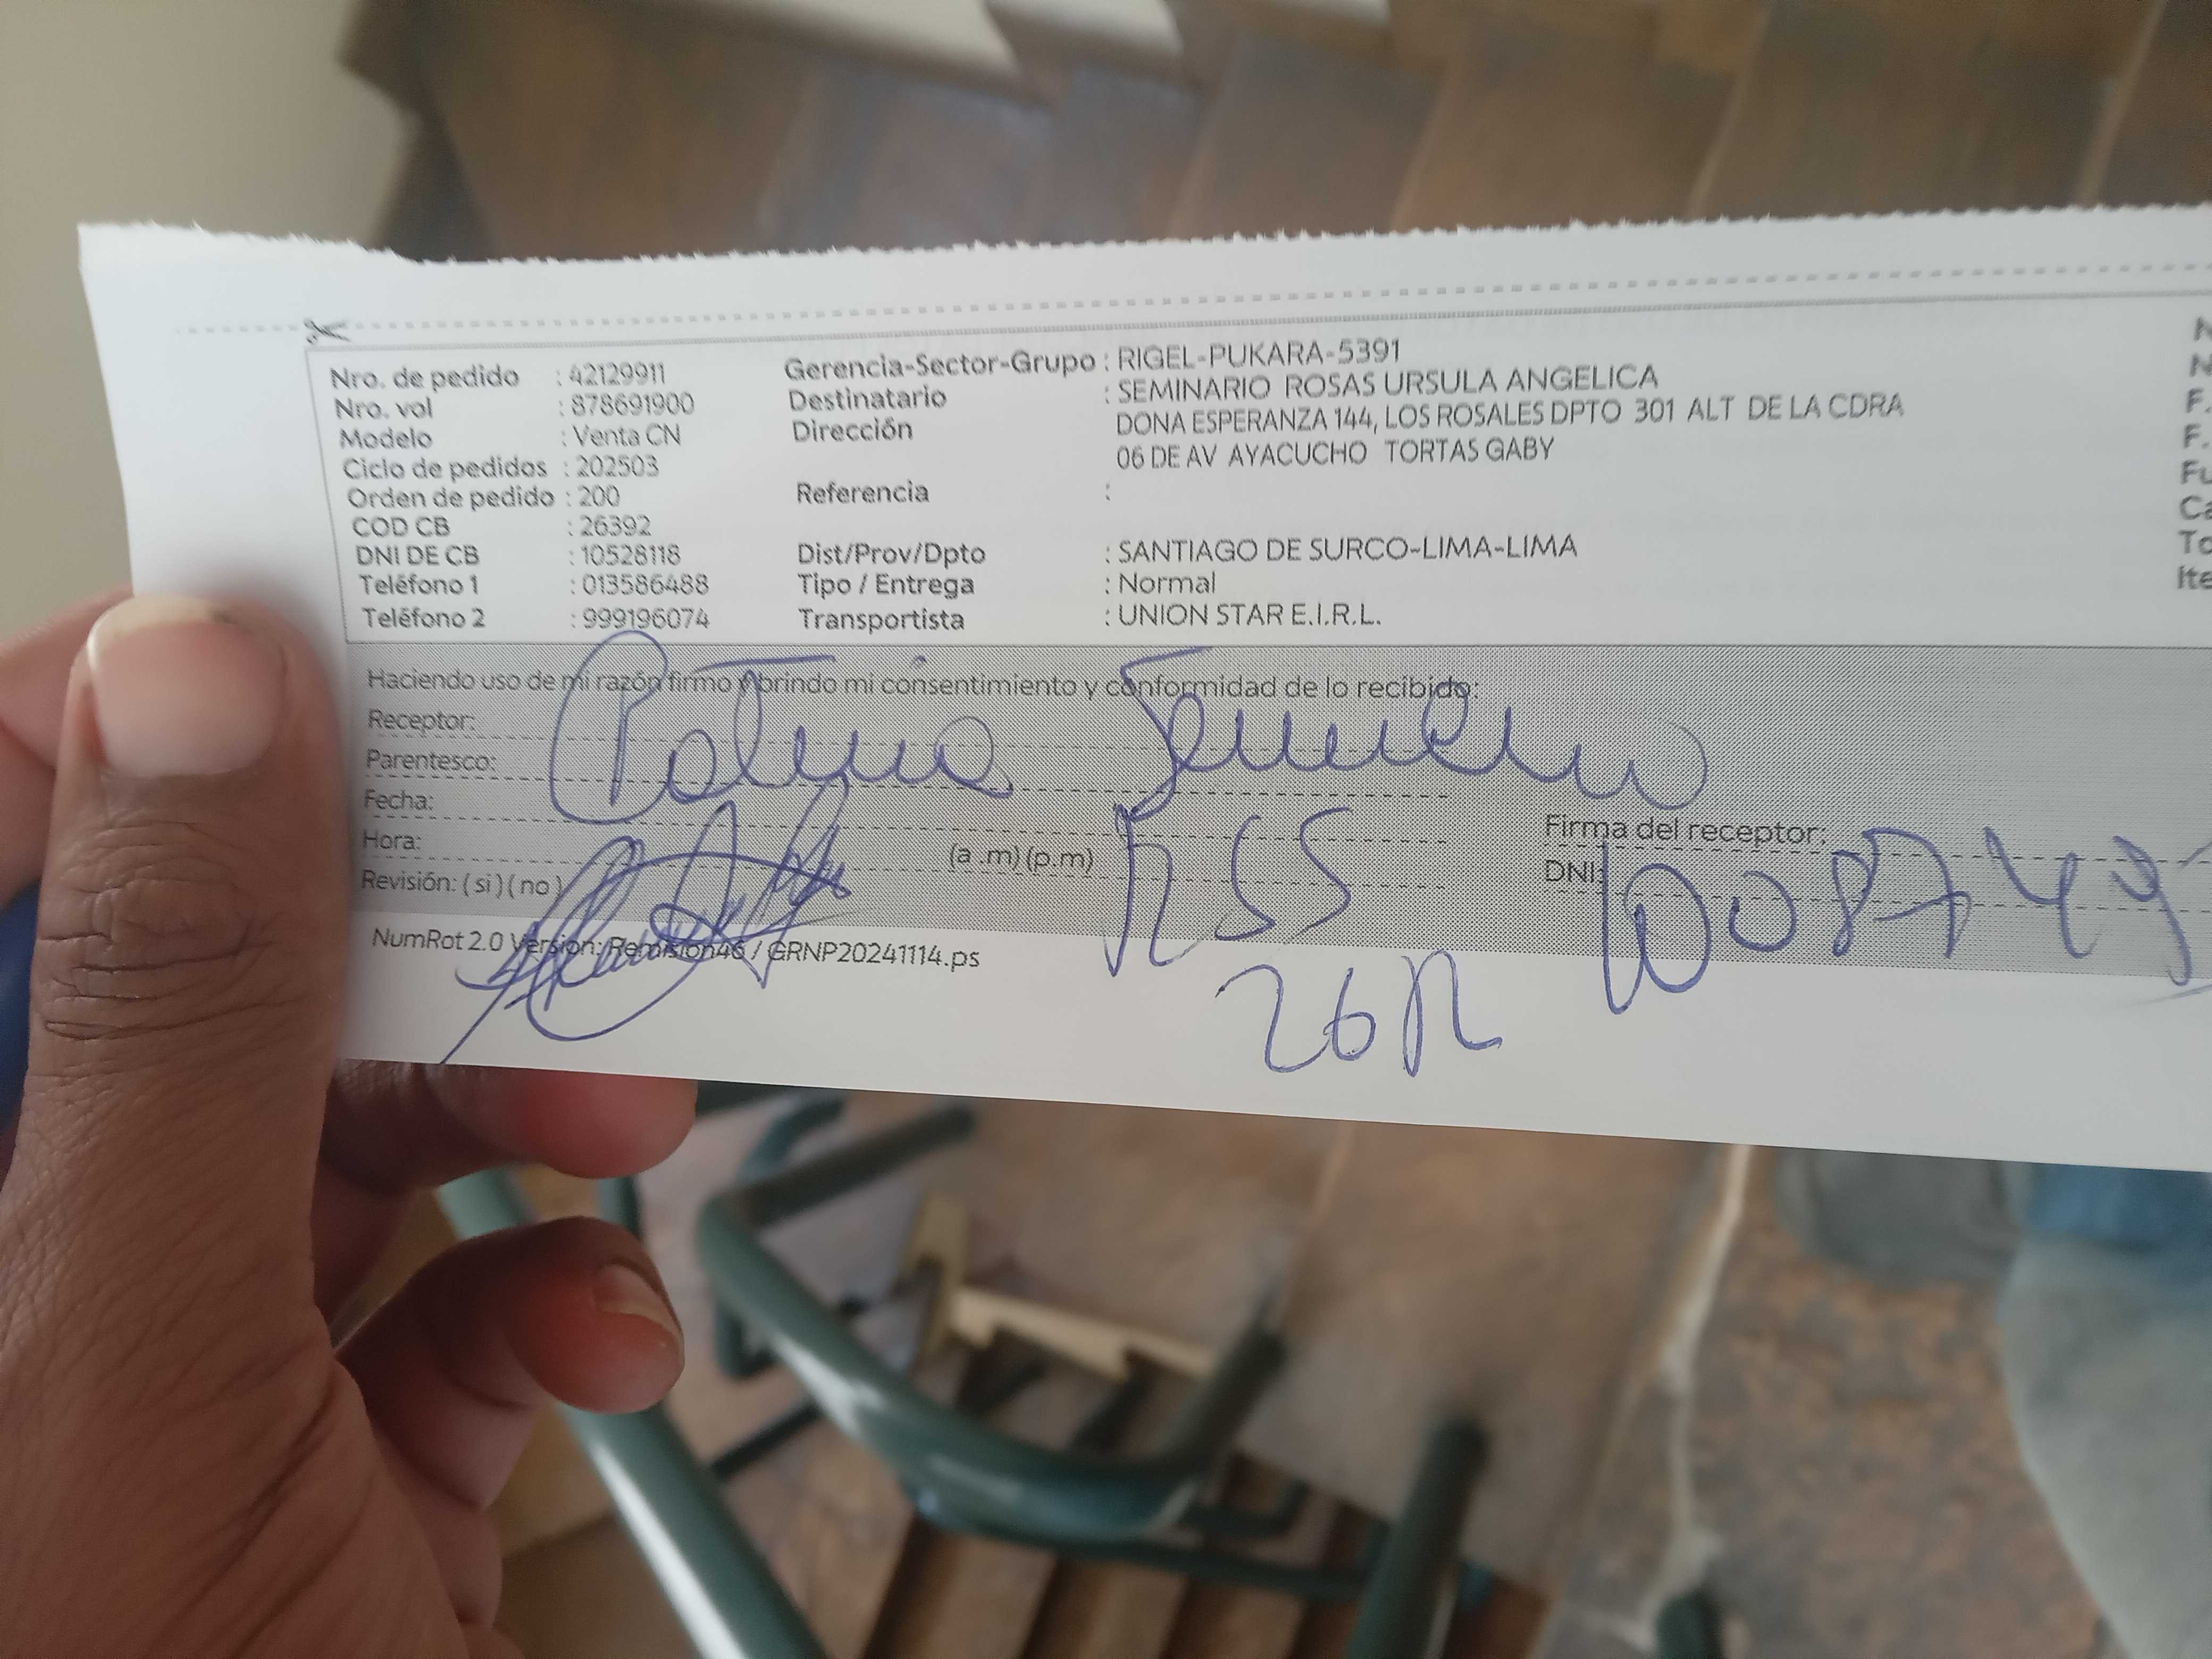 Nro. de pedido : 42129911 Gerencia-Sector-Grupo : RIGEL-PUKARA-5391
Nro. vol : 878691900 Destinatario : SEMINARIO ROSAS URSULA ANGELICA
Modelo : Venta CN Dirección DONA ESPERANZA 144, LOS ROSALES DPTO 301 ALT DE LA CDRA
Ciclo de pedidos : 202503 06 DE AV AYACUCHO TORTAS GABY
Orden de pedido : 200 Referencia :
COD CB : 26392
DNI DE CB : 10528118 Dist/Prov/Dpto : SANTIAGO DE SURCO-LIMA-LIMA
Teléfono 1 : 013586488 Tipo / Entrega : Normal
Teléfono 2 : 999196074 Transportista : UNION STAR E.I.R.L.
Haciendo uso de mi razón firmo y brindo mi consentimiento y conformidad de lo recibido:
Receptor:
Parentesco:
Fecha:
Hora: (a .m) (p.m) Firma del receptor:
Revisión: ( si ) ( no ) DNI:
NumRot 2.0 Version: Remision46 / GRNP20241114.ps